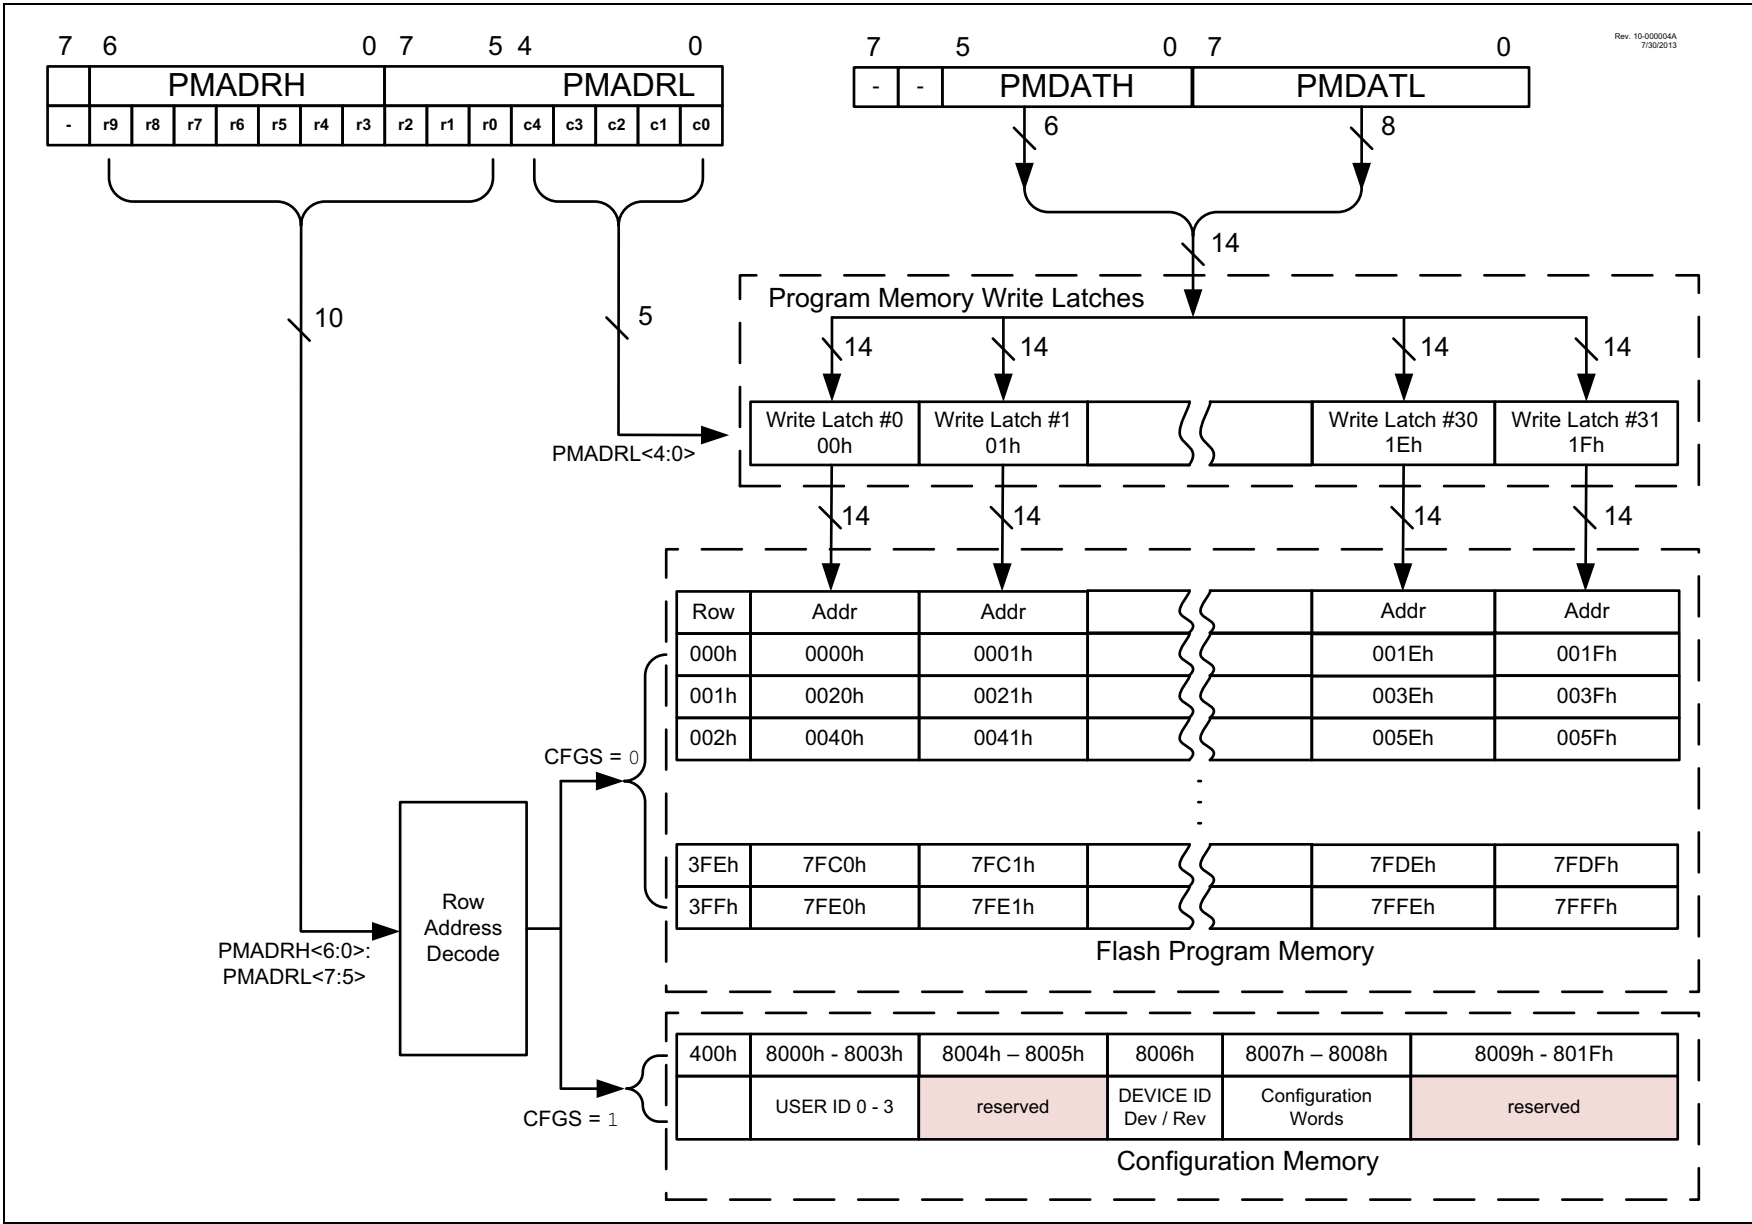 7 6 0 7 5 4 0
PMADRH PMADRL
- r9 r8 r7 r6 r5 r4 r3 r2 r1 r0 c4 c3 c2 c1 c0
7 5 0 7 0
PMDATH PMDATL
- -
Rev. 10-000004A
7/30/2013
6 8
14
10
5
PMADRL<4:0>
Program Memory Write Latches
14 14 14 14
Write Latch #0 Write Latch #1 Write Latch #30 Write Latch #31
00h 01h 1Eh 1Fh
14 14 14 14
Row Addr Addr Addr Addr
000h 0000h 0001h 001Eh 001Fh
001h 0020h 0021h 003Eh 003Fh
002h 0040h 0041h 005Eh 005Fh
CFGS = 0
3FEh 7FC0h 7FC1h 7FDEh 7FDFh
3FFh 7FE0h 7FE1h 7FFEh 7FFFh
Flash Program Memory
Row
Address
Decode
PMADRH<6:0>:
PMADRL<7:5>
400h 8000h - 8003h 8004h – 8005h 8006h 8007h – 8008h 8009h - 801Fh
USER ID 0 - 3 reserved DEVICE ID Configuration reserved
Dev / Rev Words
CFGS = 1
Configuration Memory